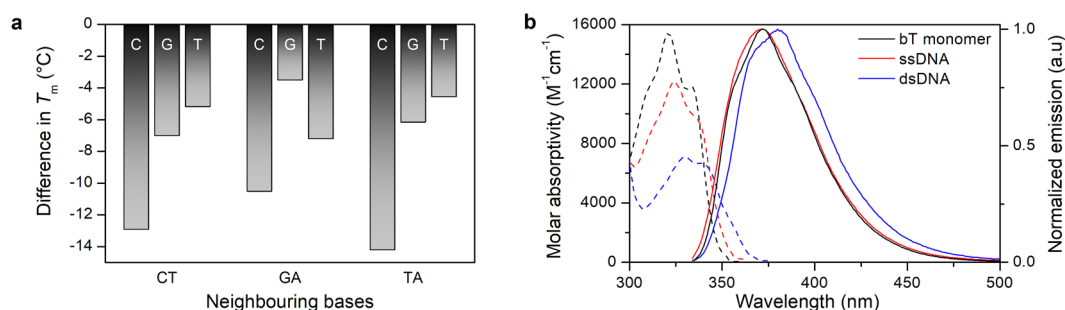 a
Difference in Tm (°C)
0
-2
-4
-6
-8
-10
-12
-14
C G T
C G T
C G T
CT GA TA
Neighbouring bases
b
Molar absorptivity (M⁻¹cm⁻¹)
16000
12000
8000
4000
0
bT monomer
ssDNA
dsDNA
1.0
0.5
0.0
Normalized emission (a.u)
300 350 400 450 500
Wavelength (nm)